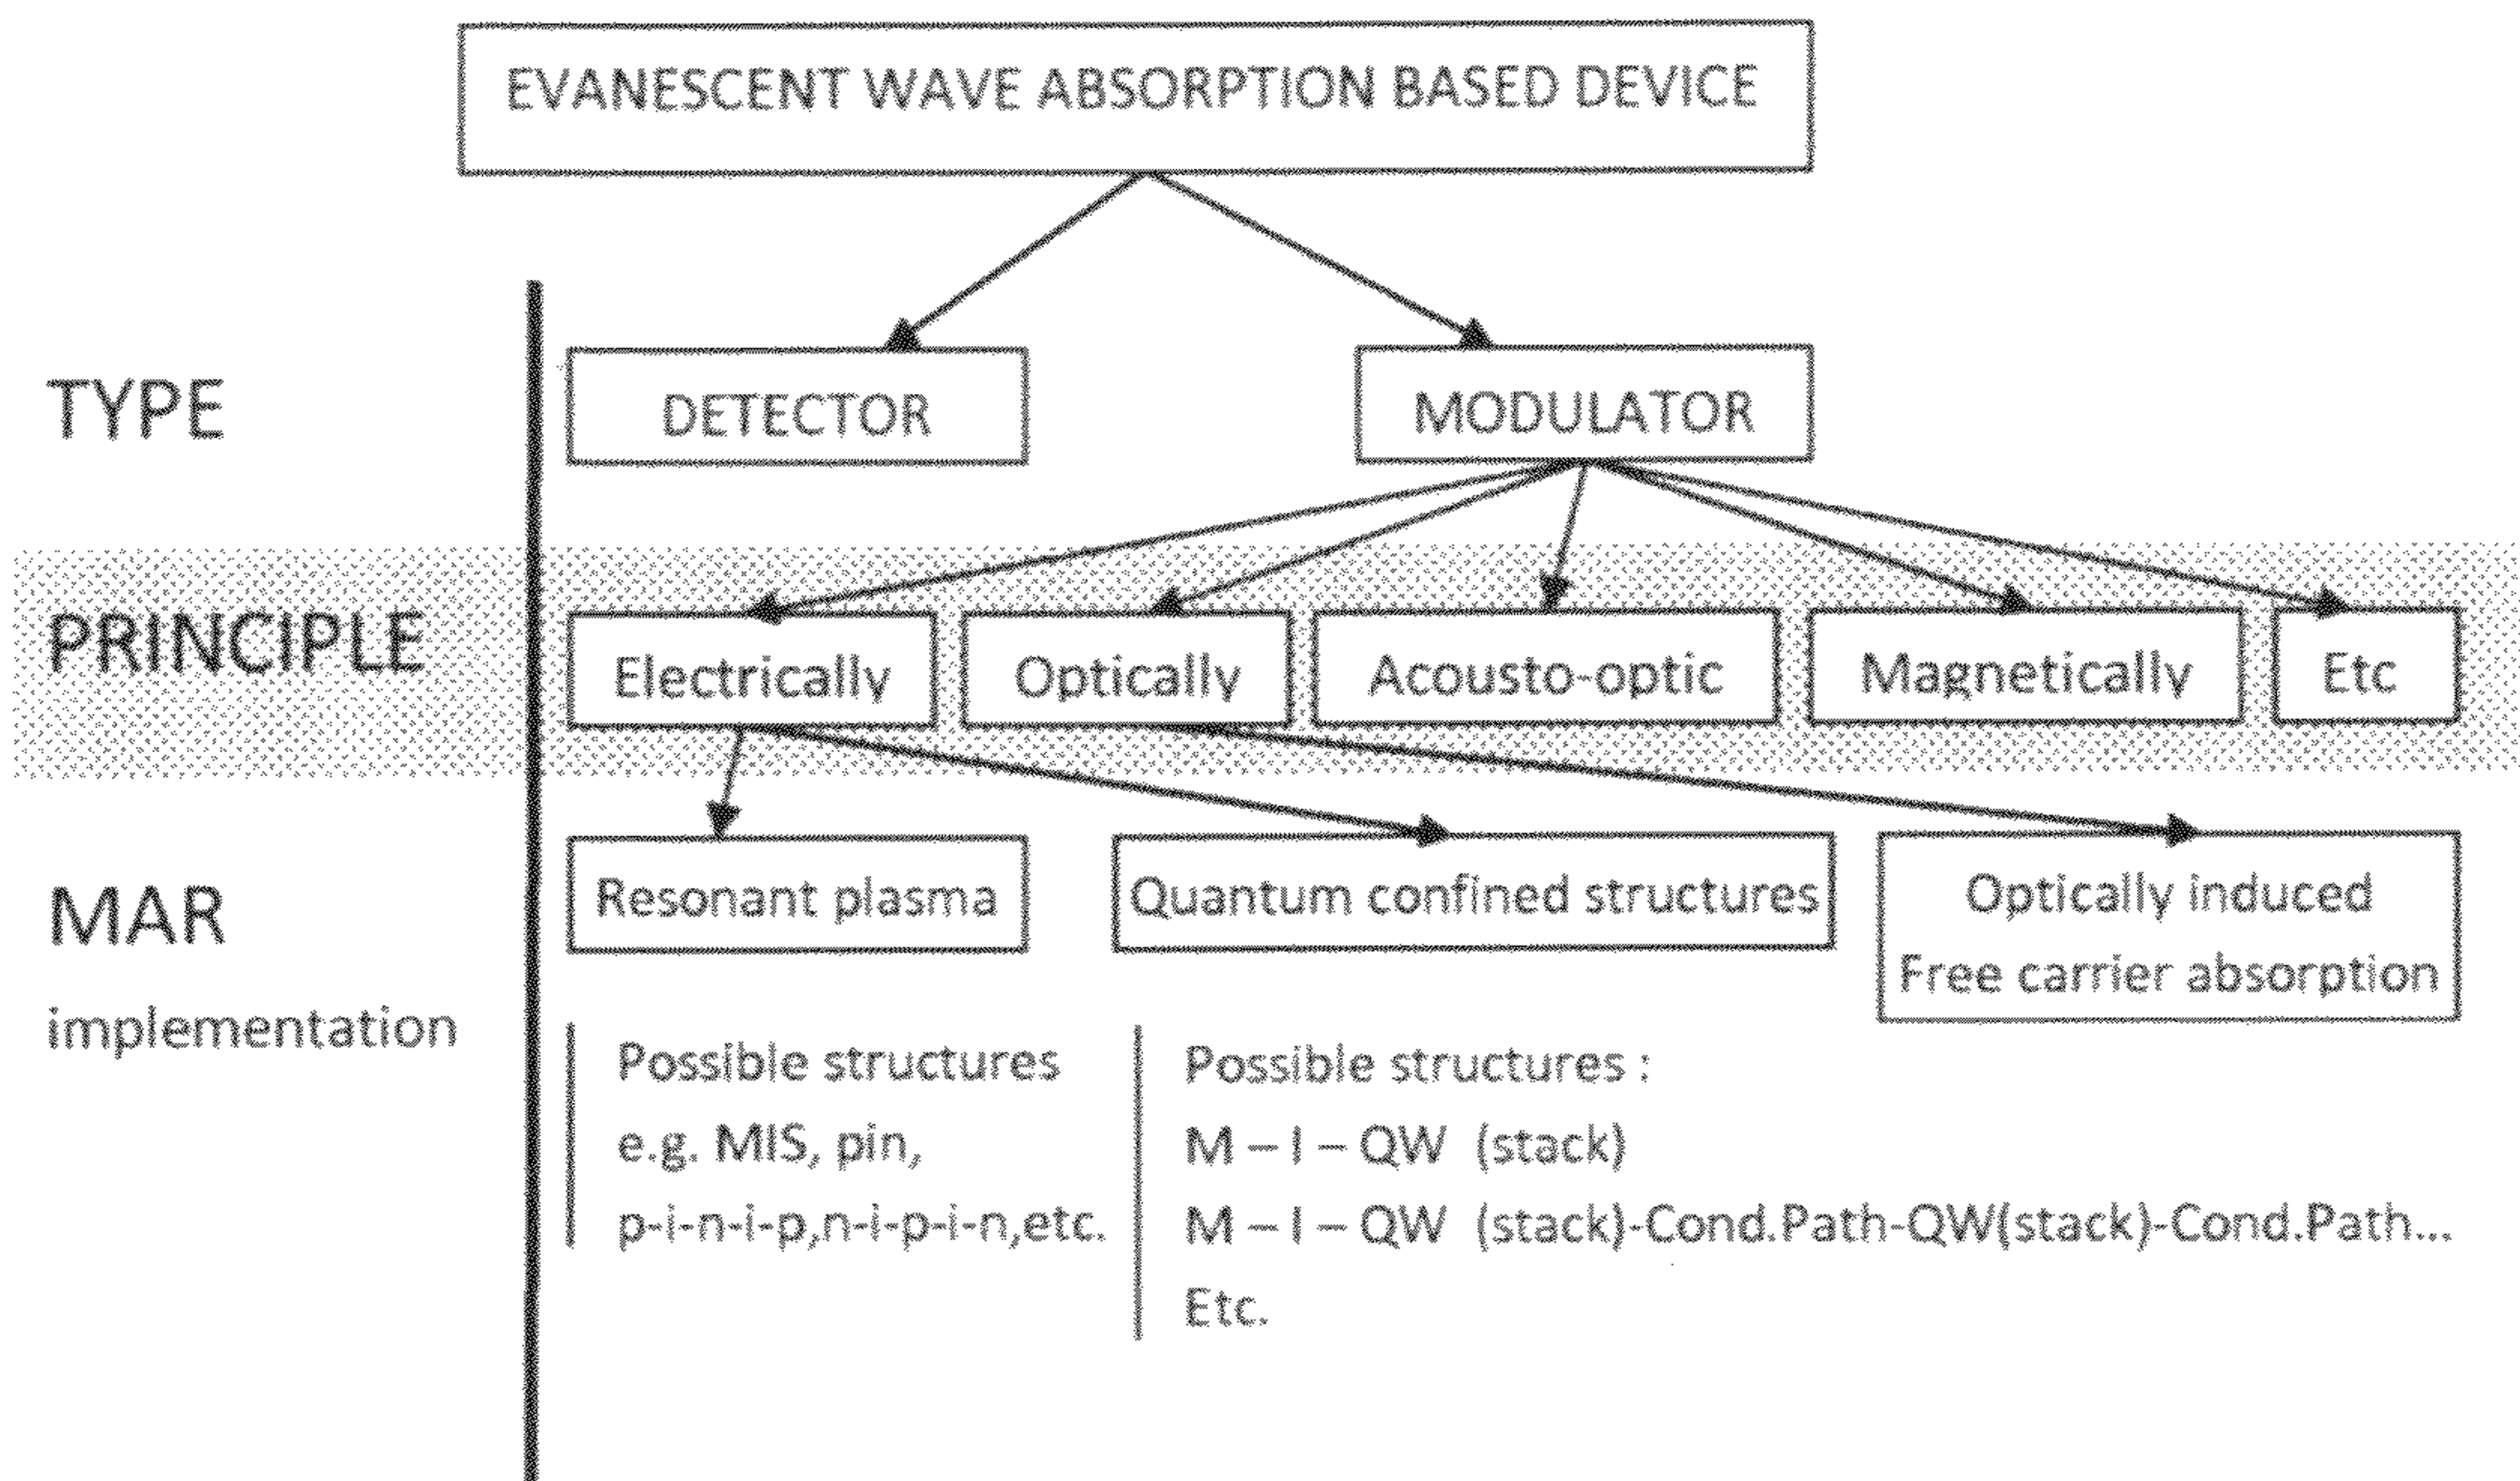 EVANESCENT WAVE ABSORPTION BASED DEVICE
TYPE
DETECTOR
MODULATOR
PRINCIPLE
Electrically
Optically
Acousto-optic
Magnetically
Etc
MAR
implementation
Resonant plasma
Quantum confined structures
Optically induced
Free carrier absorption
Possible structures
e.g. MIS, pin,
p-i-n-i-p,n-i-p-i-n,etc.
Possible structures :
M – I – QW (stack)
M – I – QW (stack)-Cond.Path-QW(stack)-Cond.Path...
Etc.